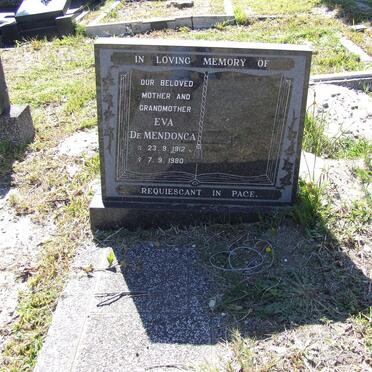 IN LOVING MEMORY OF
OUR BELOVED
MOTHER AND
GRANDMOTHER
EVA
DE MENDONCA
☆ 23.9.1912
✝ 7.9.1980
REQUIESCANT IN PACE.